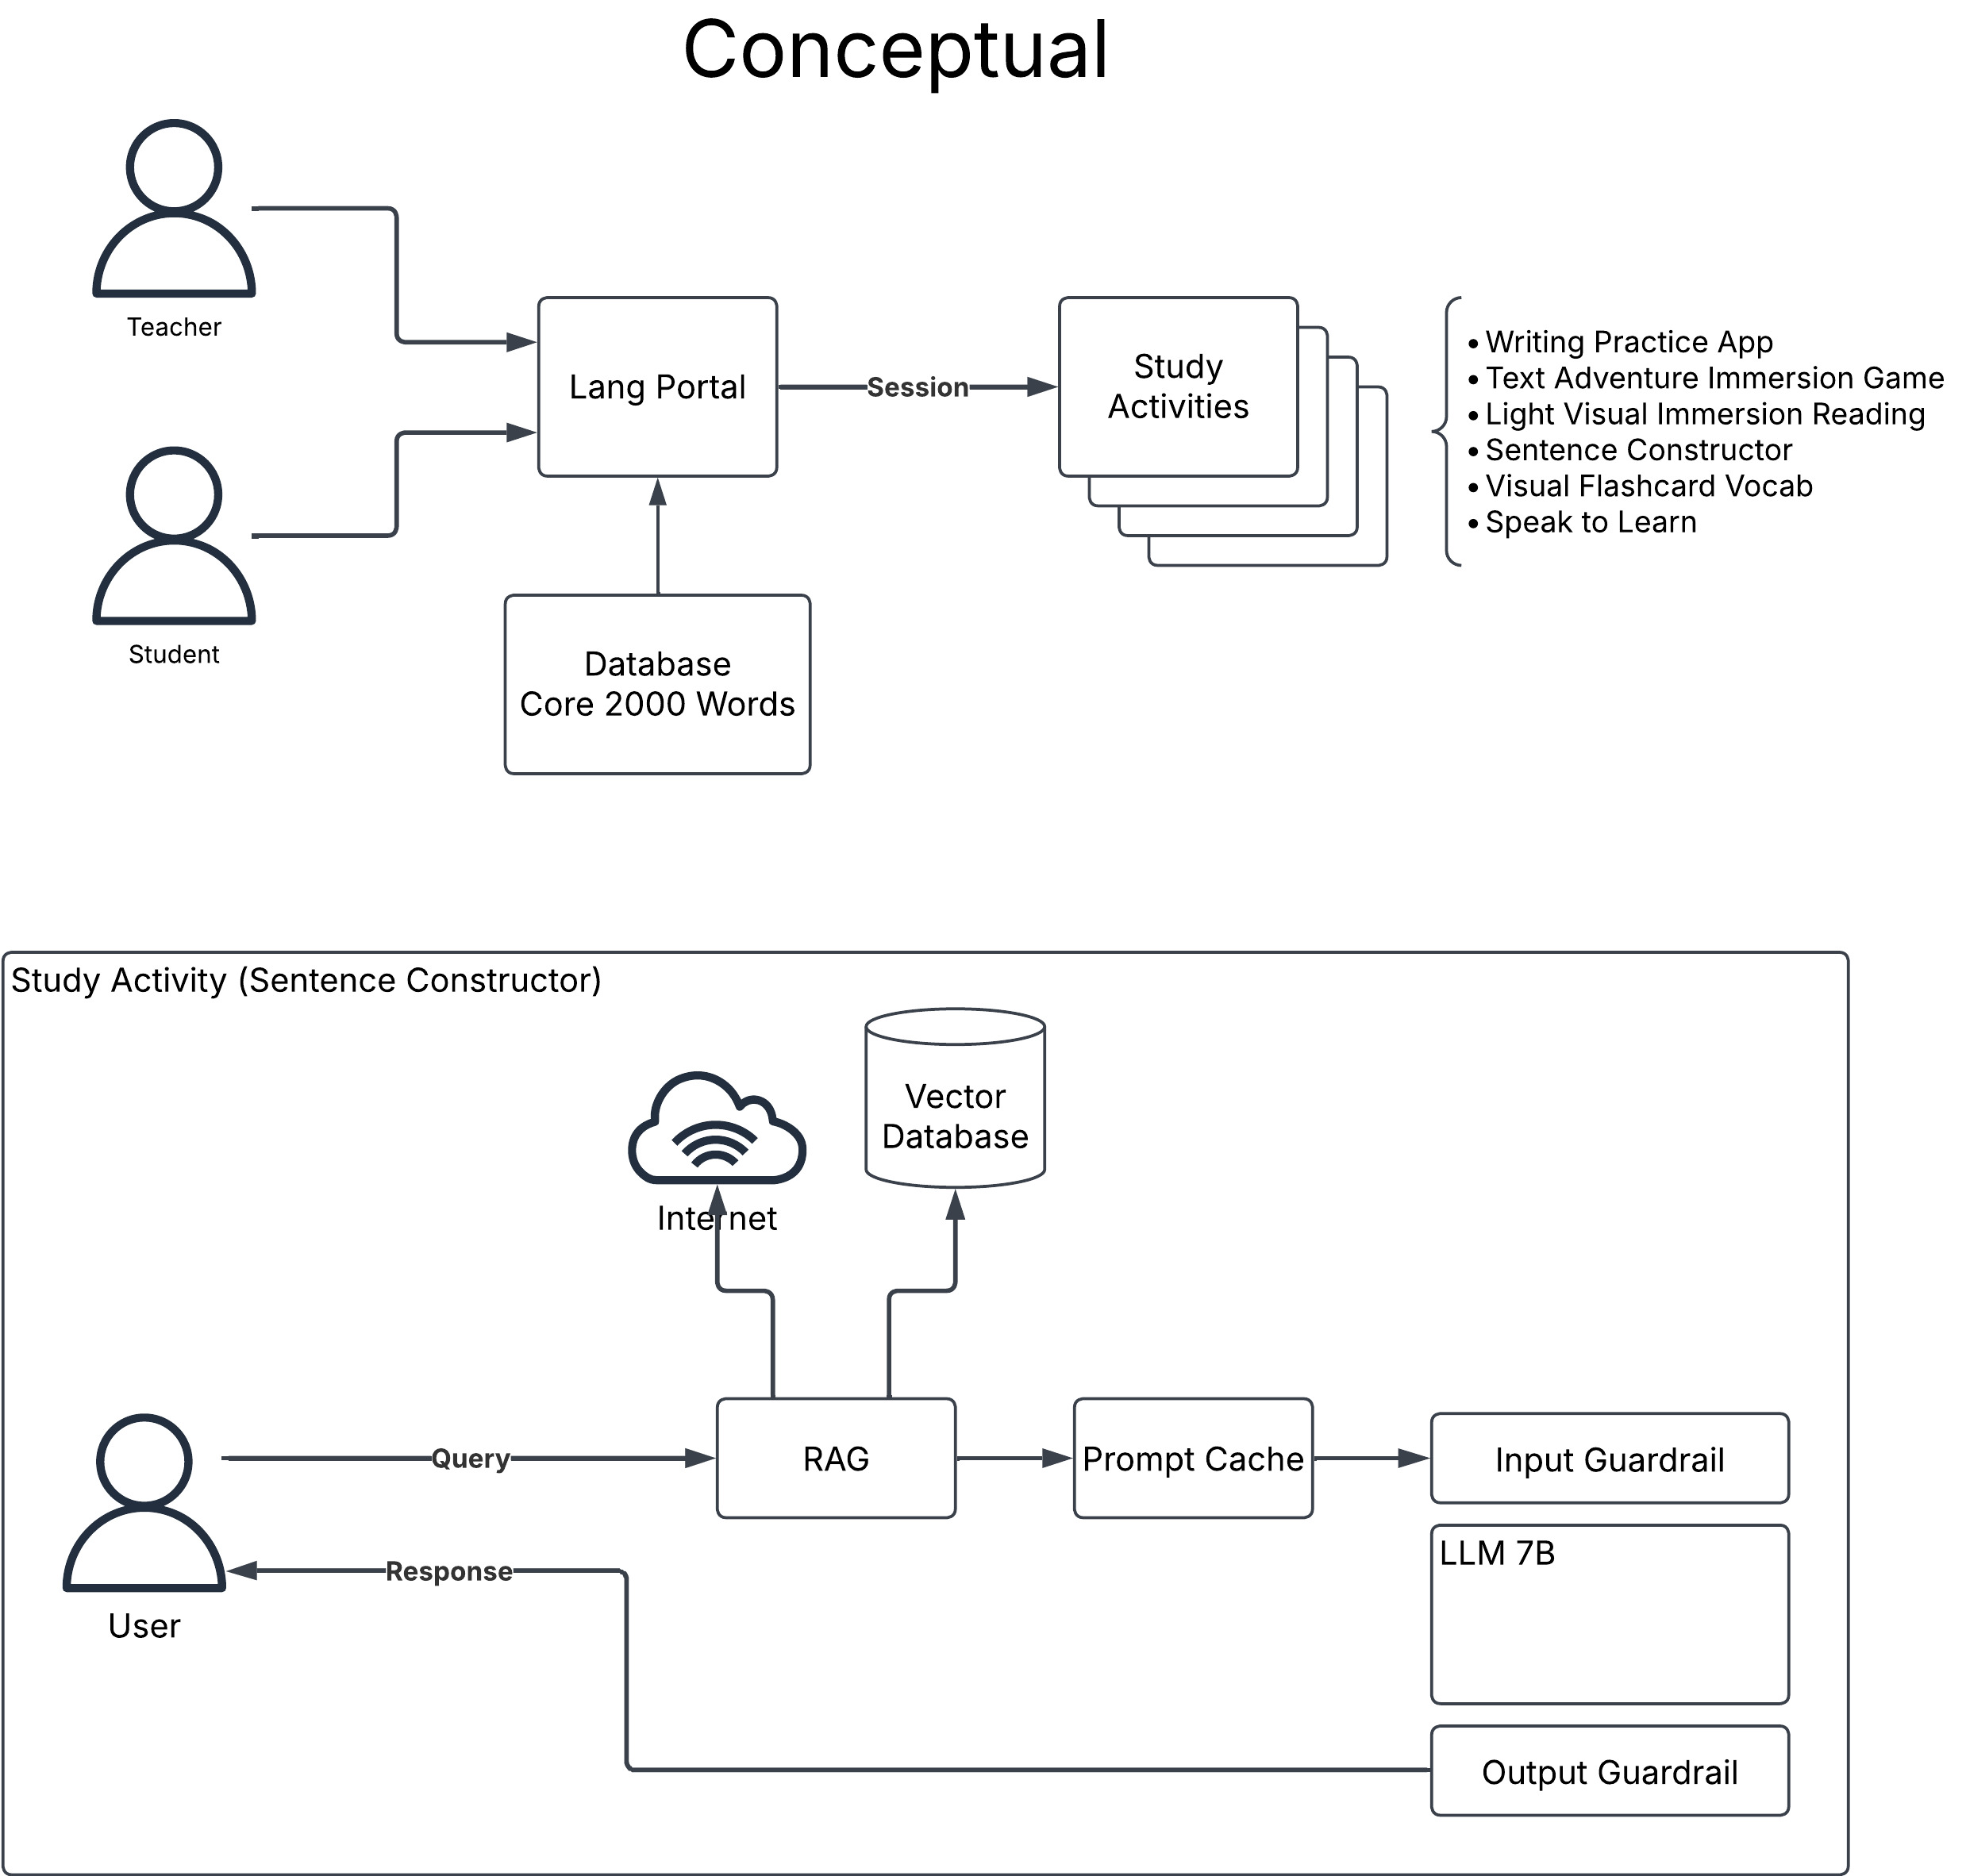 Conceptual
Teacher
Lang Portal
Session
Study
Activities
• Writing Practice App
• Text Adventure Immersion Game
• Light Visual Immersion Reading
• Sentence Constructor
• Visual Flashcard Vocab
• Speak to Learn
Student
Database
Core 2000 Words
Study Activity (Sentence Constructor)
Vector
Database
Internet
Query
RAG
Prompt Cache
Input Guardrail
LLM 7B
Response
User
Output Guardrail